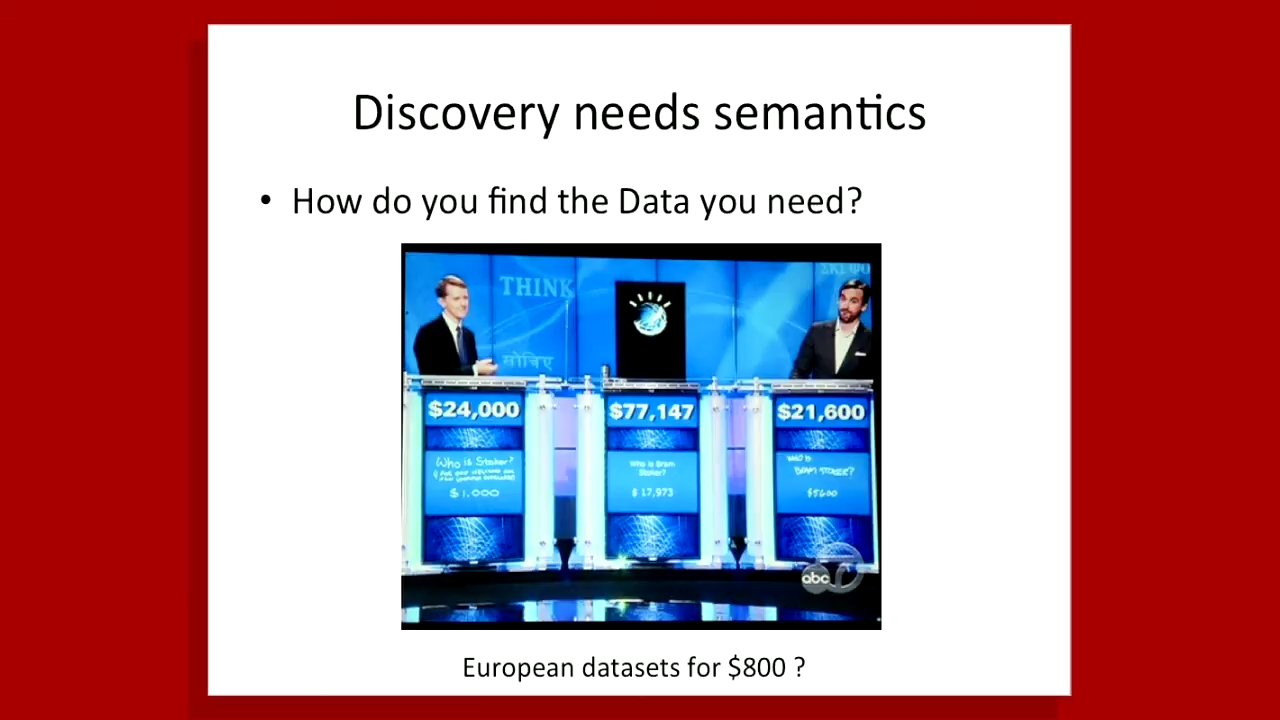 Discovery needs semantics
• How do you find the Data you need?
THINK
सोचिए
$24,000
$77,147
$21,600
Who is Stoker?
$1,000
Who is Bram
Stoker?
$ 17,973
WHO IS
BRAM STOKER?
$5600
abc 7
European datasets for $800 ?